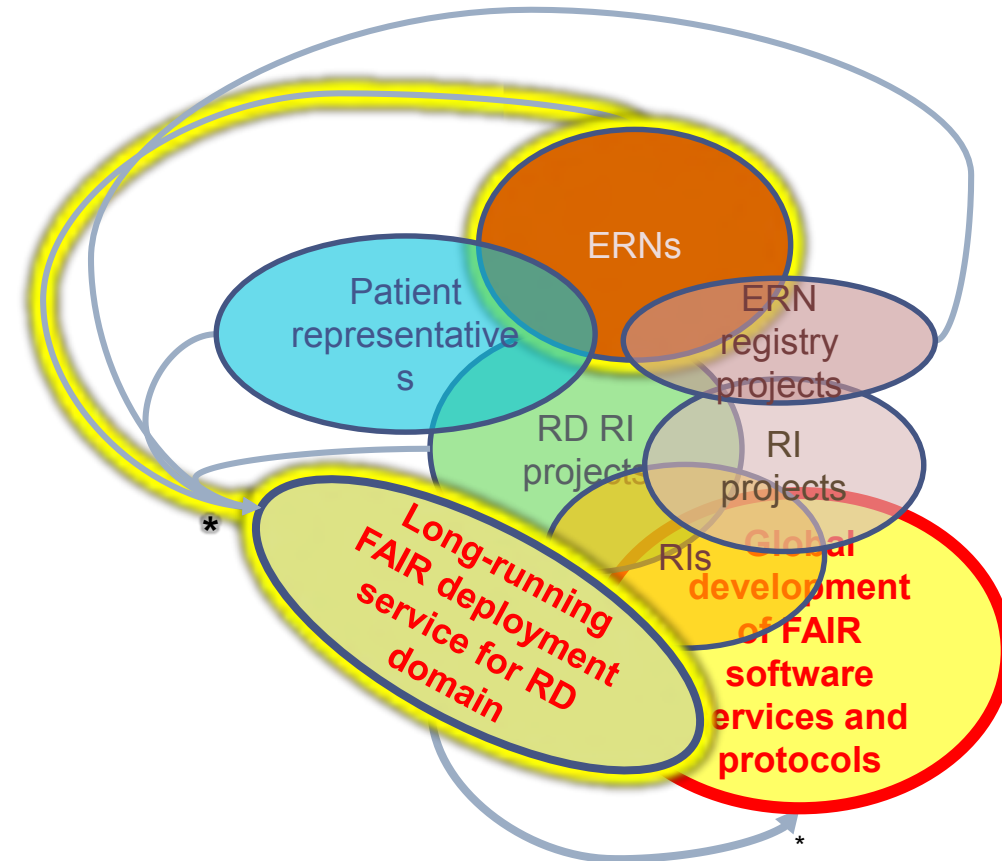 ERNs
Patient
representative
s
ERN
registry
projects
RD RI
projects
RI
projects
*
Long-running
FAIR deployment
service for RD
domain
RIs
Global
development
of FAIR
software
ervices and
protocols
*